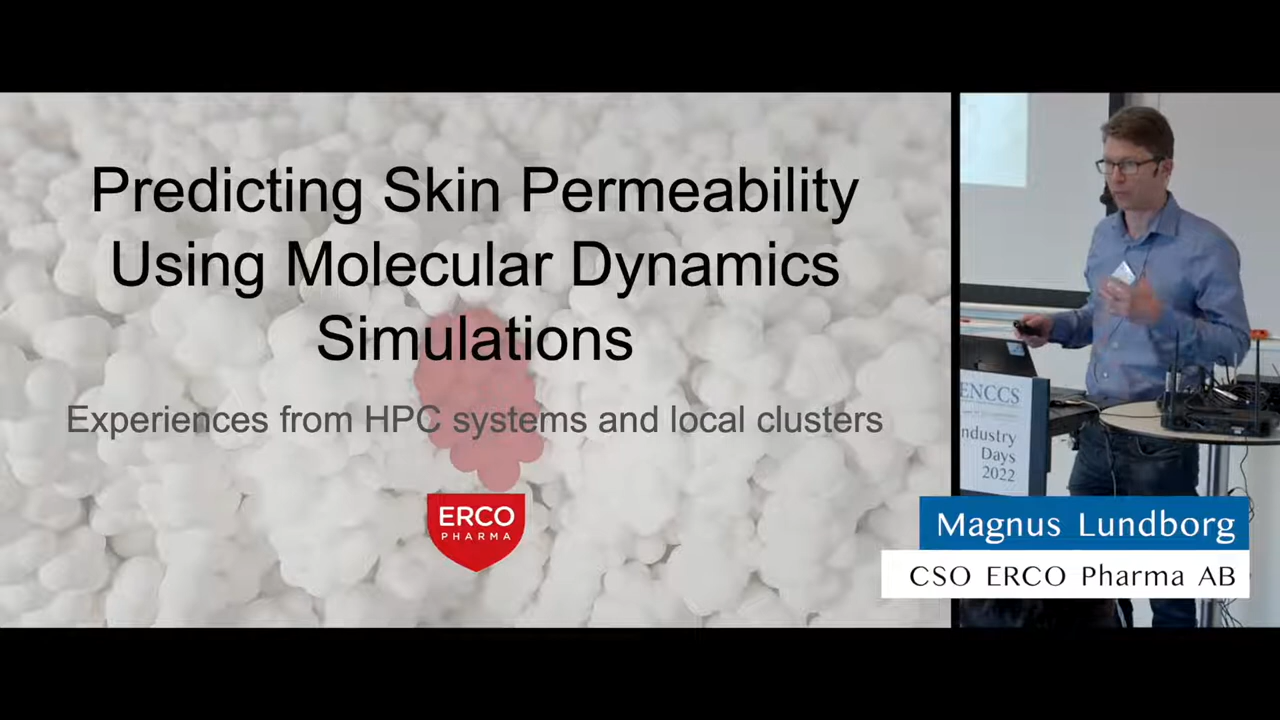 Predicting Skin Permeability
Using Molecular Dynamics
Simulations
Experiences from HPC systems and local clusters
ERCO
PHARMA
ENCCS
ndustry
Days
2022
Magnus Lundborg
CSO ERCO Pharma AB